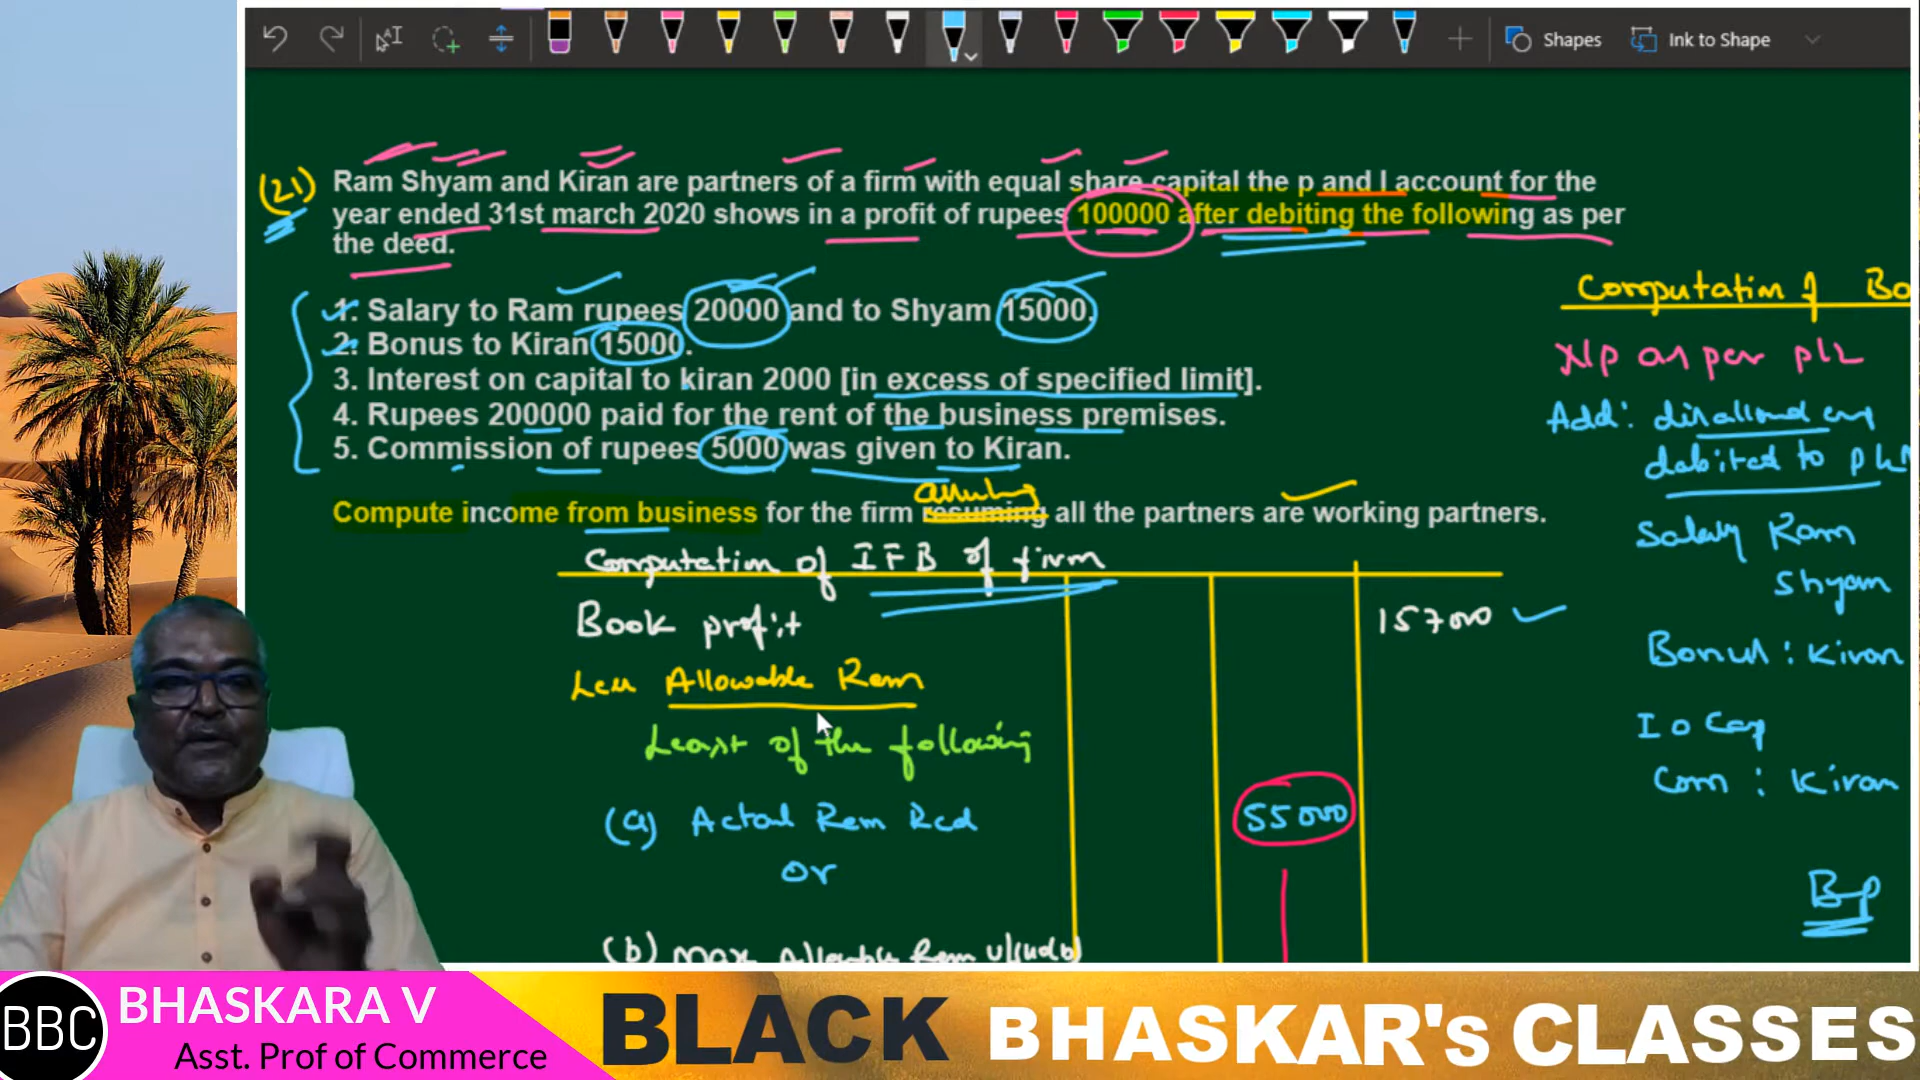 Shapes
Ink to Shape
(21)
Ram Shyam and Kiran are partners of a firm with equal share capital the p and l account for the
year ended 31st march 2020 shows in a profit of rupees 100000 after debiting the following as per
the deed.
1. Salary to Ram rupees 20000 and to Shyam 15000.
2. Bonus to Kiran 15000.
3. Interest on capital to kiran 2000 [in excess of specified limit].
4. Rupees 200000 paid for the rent of the business premises.
5. Commission of rupees 5000 was given to Kiran.
Compute income from business for the firm resuming all the partners are working partners.
Computation of IFB of firm
Book profit 157000
Less Allowable Rem
Least of the following
(a) Actual Rem Rcd 55000
or
(b) Max Allowable Rem u/s
Computation of Bo
N/p as per p/L
Add: disallowed exp
debited to p
Salary Ram
Shyam
Bonus: Kiran
I o Cap
Com : Kiran
Bp
BBC
BHASKARA V
Asst. Prof of Commerce
BLACK BHASKAR's CLASSES